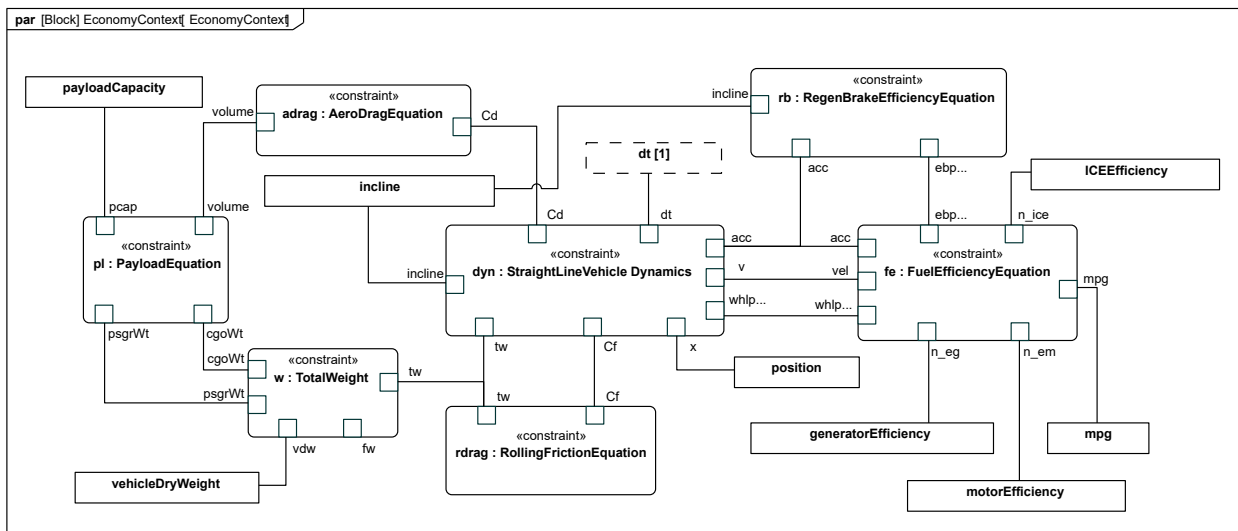 par [Block] EconomyContext[ EconomyContext]
payloadCapacity
«constraint»
adrag : AeroDragEquation
volume
Cd
«constraint»
rb : RegenBrakeEfficiencyEquation
incline
acc
ebp...
dt [1]
incline
ICEEfficiency
pcap
volume
«constraint»
pl : PayloadEquation
psgrWt
cgoWt
Cd
dt
«constraint»
dyn : StraightLineVehicle Dynamics
incline
acc
v
whlp...
tw
Cf
x
ebp...
n_ice
«constraint»
fe : FuelEfficiencyEquation
acc
vel
whlp...
mpg
n_eg
n_em
cgoWt
psgrWt
«constraint»
w : TotalWeight
tw
vdw
fw
position
tw
Cf
«constraint»
rdrag : RollingFrictionEquation
generatorEfficiency
mpg
vehicleDryWeight
motorEfficiency